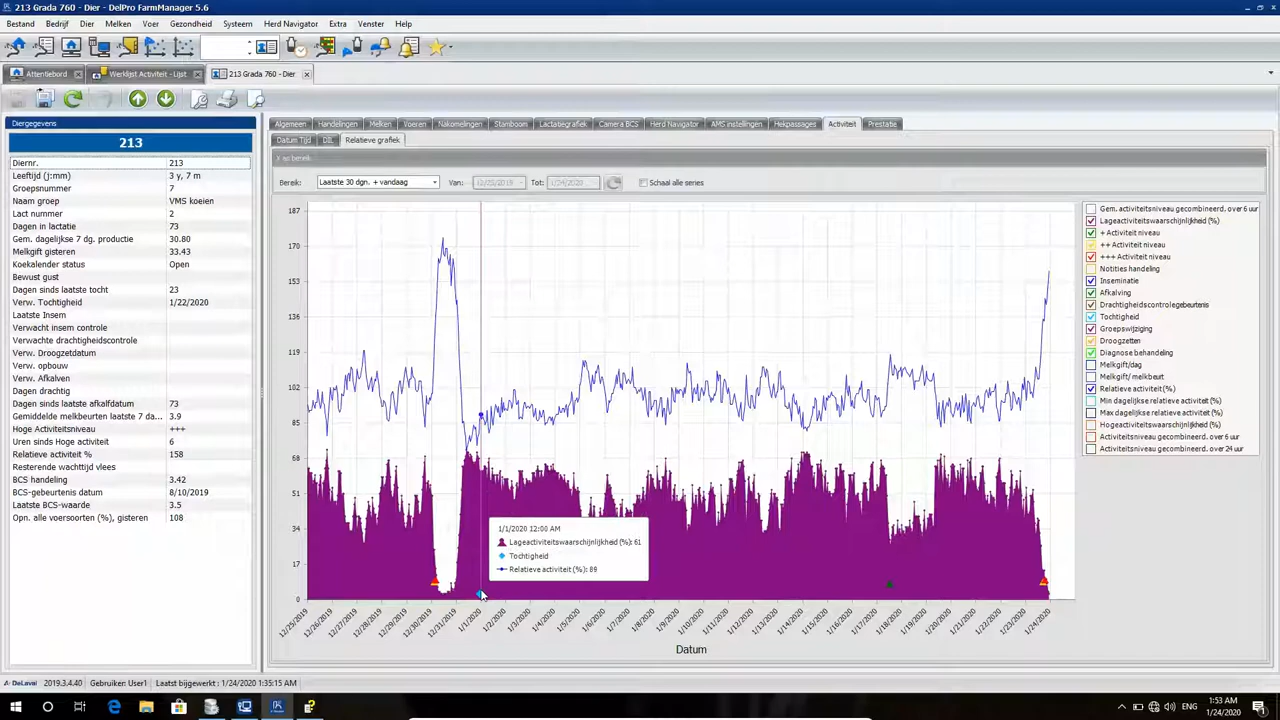 213 Grada 760 - Dier - DelPro FarmManager 5.6
Bestand Bedrijf Dier Melken Voer Gezondheid Systeem Herd Navigator Extra Venster Help
Attentiebord Werklijst Activiteit - Lijst 213 Grada 760 - Dier
Diergegevens
213
Diernr. 213
Leeftijd (j:mm) 3 y, 7 m
Groepsnummer 7
Naam groep VMS koeien
Lact nummer 2
Dagen in lactatie 73
Gem. dagelijkse 7 dg. productie 30.80
Melkgift gisteren 33.43
Koekalender status Open
Bewust gust
Dagen sinds laatste tocht 23
Verw. Tochtigheid 1/22/2020
Laatste Insem
Verwacht insem controle
Verwachte drachtigheidscontrole
Verw. Droogzetdatum
Verw. opbouw
Verw. Afkalven
Dagen drachtig
Dagen sinds laatste afkalfdatum 73
Gemiddelde melkbeurten laatste 7 da... 3.9
Hoge Activiteitsniveau +++
Uren sinds Hoge activiteit 6
Relatieve activiteit % 158
Resterende wachttijd vlees
BCS handeling 3.42
BCS-gebeurtenis datum 8/10/2019
Laatste BCS-waarde 3.5
Opn. alle voersoorten (%), gisteren 108
Algemeen Handelingen Melken Voeren Nakomelingen Stamboom Lactatiegrafiek Camera BCS Herd Navigator AMS instellingen Hekpassages Activiteit Prestatie
Datum Tijd DIL Relatieve grafiek
X as bereik
Bereik: Laatste 30 dgn. + vandaag Van: 12/25/2019 Tot: 1/24/2020 Schaal alle series
187
170
153
136
119
102
85
68
51
34
17
0
12/25/2019 12/26/2019 12/27/2019 12/28/2019 12/29/2019 12/30/2019 12/31/2019 1/1/2020 1/2/2020 1/3/2020 1/4/2020 1/5/2020 1/6/2020 1/7/2020 1/8/2020 1/9/2020 1/10/2020 1/11/2020 1/12/2020 1/13/2020 1/14/2020 1/15/2020 1/16/2020 1/17/2020 1/18/2020 1/19/2020 1/20/2020 1/21/2020 1/22/2020 1/23/2020 1/24/2020
Datum
1/1/2020 12:00 AM
Lageactiviteitswaarschijnlijkheid (%): 61
Tochtigheid
Relatieve activiteit (%): 89
Gem. activiteitsniveau gecombineerd. over 6 uur
Lageactiviteitswaarschijnlijkheid (%)
+ Activiteit niveau
++ Activiteit niveau
+++ Activiteit niveau
Notities handeling
Inseminatie
Afkalving
Drachtigheidscontrolegebeurtenis
Tochtigheid
Groepswijziging
Droogzetten
Diagnose behandeling
Melkgift/dag
Melkgift/ melkbeurt
Relatieve activiteit (%)
Min dagelijkse relatieve activiteit (%)
Max dagelijkse relatieve activiteit (%)
Hogeactiviteitswaarschijnlijkheid (%)
Activiteitsniveau gecombineerd. over 6 uur
Activiteitsniveau gecombineerd. over 24 uur
DeLaval 2019.3.4.40 Gebruiker: User1 Laatst bijgewerkt : 1/24/2020 1:35:15 AM
ENG 1:53 AM
1/24/2020